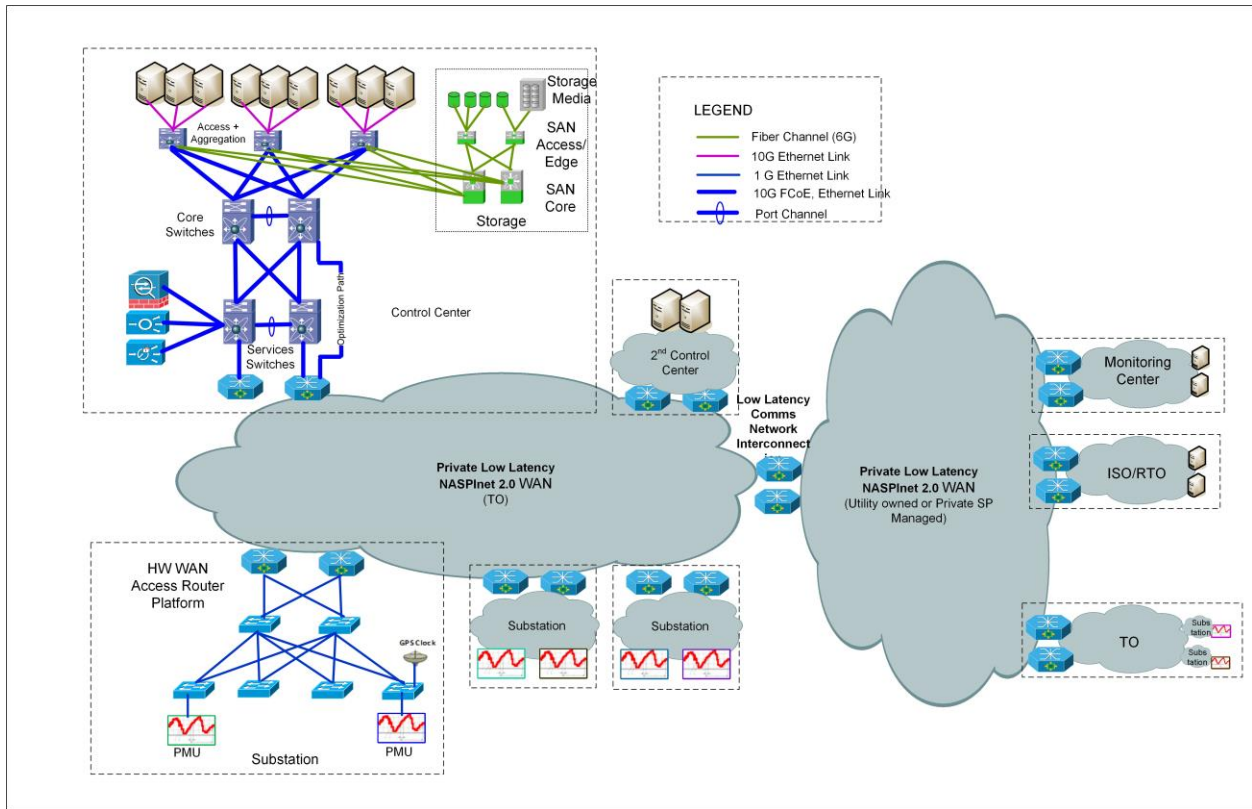 Storage
Media
Access +
Aggregation
SAN
Access/
Edge
SAN
Core
Storage
Core
Switches
Optimization Path
Control Center
Services
Switches
LEGEND
Fiber Channel (6G)
10G Ethernet Link
1 G Ethernet Link
10G FCoE, Ethernet Link
Port Channel
2nd Control
Center
Low Latency
Comms
Network
Interconnect
Monitoring
Center
ISO/RTO
Private Low Latency
NASPInet 2.0 WAN
(TO)
Private Low Latency
NASPInet 2.0 WAN
(Utility owned or Private SP
Managed)
HW WAN
Access Router
Platform
GPS Clock
PMU
PMU
Substation
Substation
Substation
TO
Subs
tation
Subs
tation